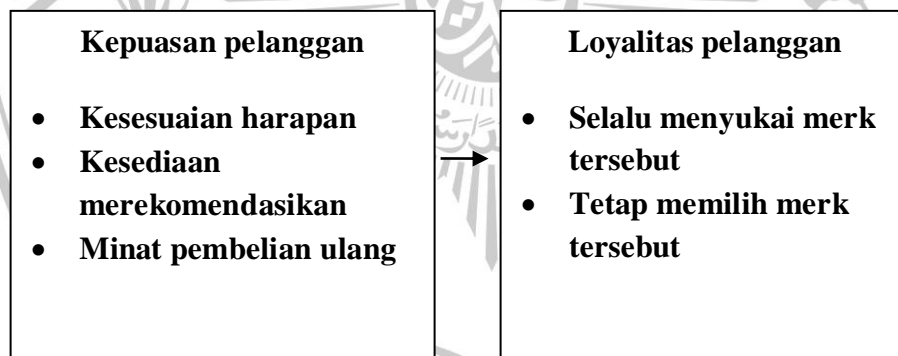 Kepuasan pelanggan
• Kesesuaian harapan
• Kesediaan
merekomendasikan
• Minat pembelian ulang
Loyalitas pelanggan
• Selalu menyukai merk
tersebut
• Tetap memilih merk
tersebut